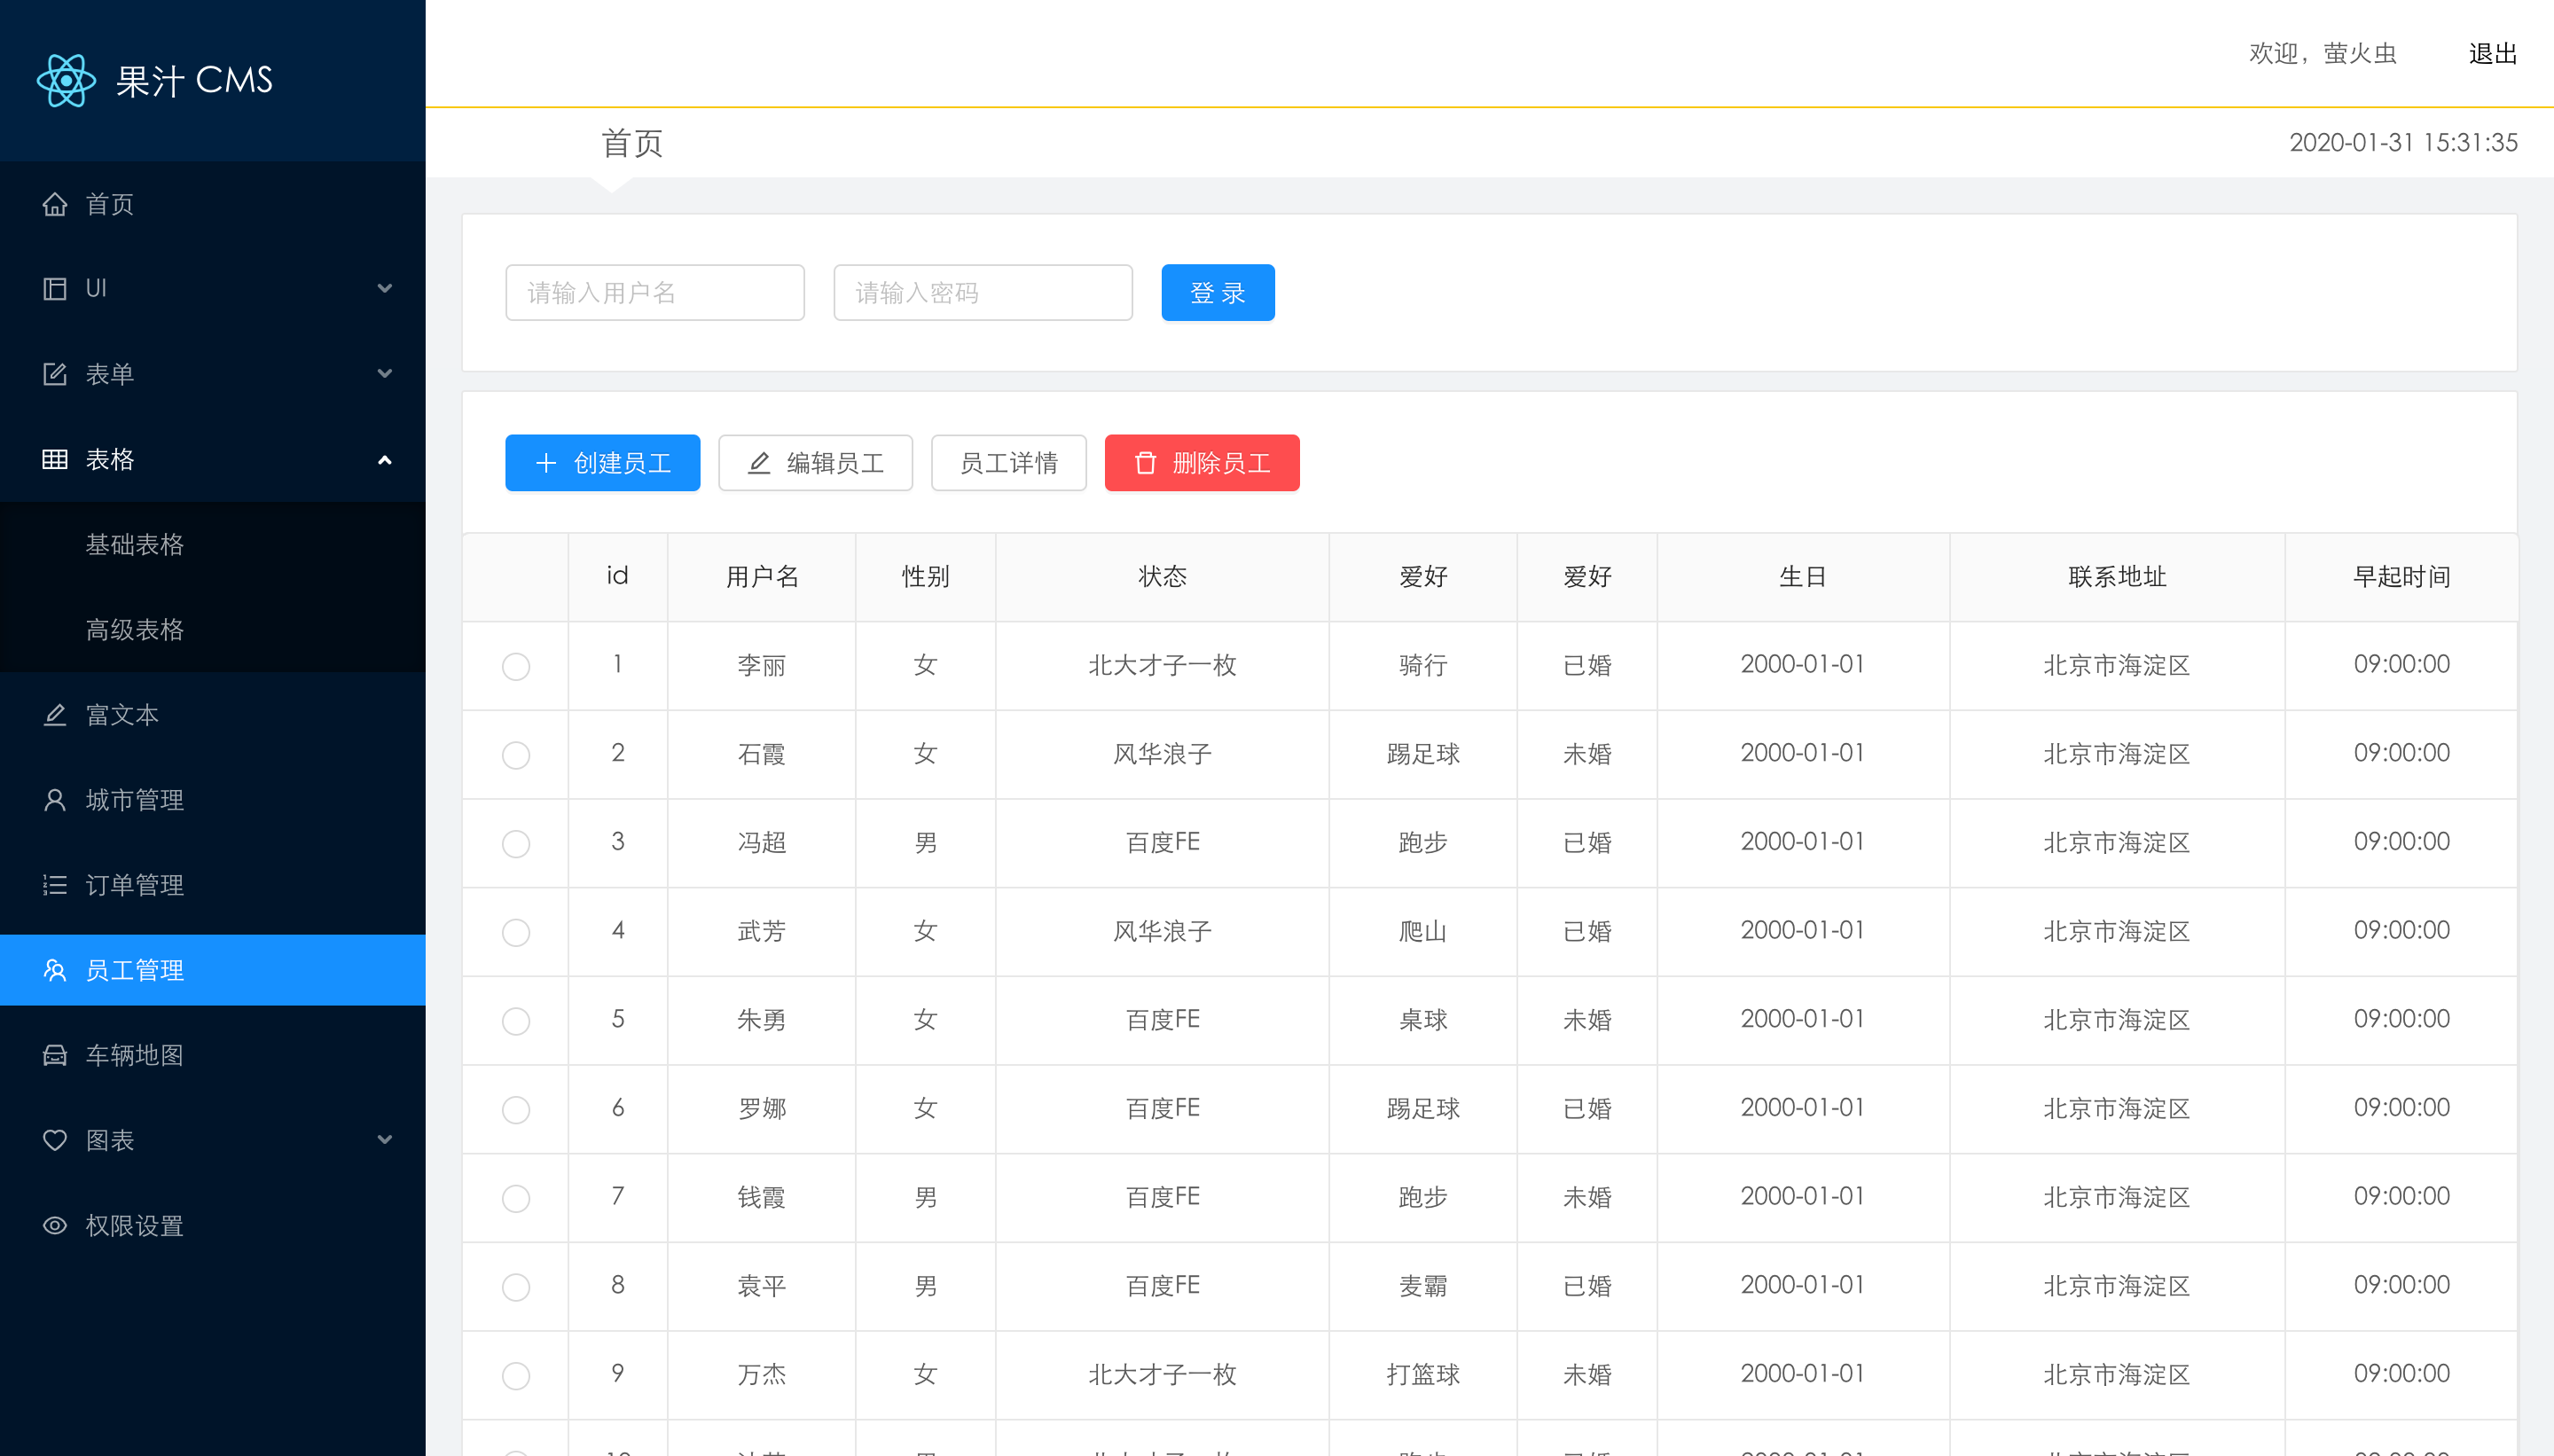 果汁 CMS
欢迎，萤火虫 退出
首页 2020-01-31 15:31:35
首页
UI
表单
表格
基础表格
高级表格
富文本
城市管理
订单管理
员工管理
车辆地图
图表
权限设置
请输入用户名 请输入密码 登 录
创建员工 编辑员工 员工详情 删除员工
id 用户名 性别 状态 爱好 爱好 生日 联系地址 早起时间
1 李丽 女 北大才子一枚 骑行 已婚 2000-01-01 北京市海淀区 09:00:00
2 石霞 女 风华浪子 踢足球 未婚 2000-01-01 北京市海淀区 09:00:00
3 冯超 男 百度FE 跑步 已婚 2000-01-01 北京市海淀区 09:00:00
4 武芳 女 风华浪子 爬山 已婚 2000-01-01 北京市海淀区 09:00:00
5 朱勇 女 百度FE 桌球 未婚 2000-01-01 北京市海淀区 09:00:00
6 罗娜 女 百度FE 踢足球 已婚 2000-01-01 北京市海淀区 09:00:00
7 钱霞 男 百度FE 跑步 未婚 2000-01-01 北京市海淀区 09:00:00
8 袁平 男 百度FE 麦霸 已婚 2000-01-01 北京市海淀区 09:00:00
9 万杰 女 北大才子一枚 打篮球 未婚 2000-01-01 北京市海淀区 09:00:00